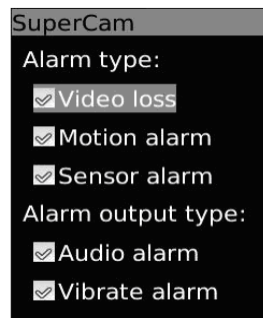 SuperCam
Alarm type:
Video loss
Motion alarm
Sensor alarm
Alarm output type:
Audio alarm
Vibrate alarm